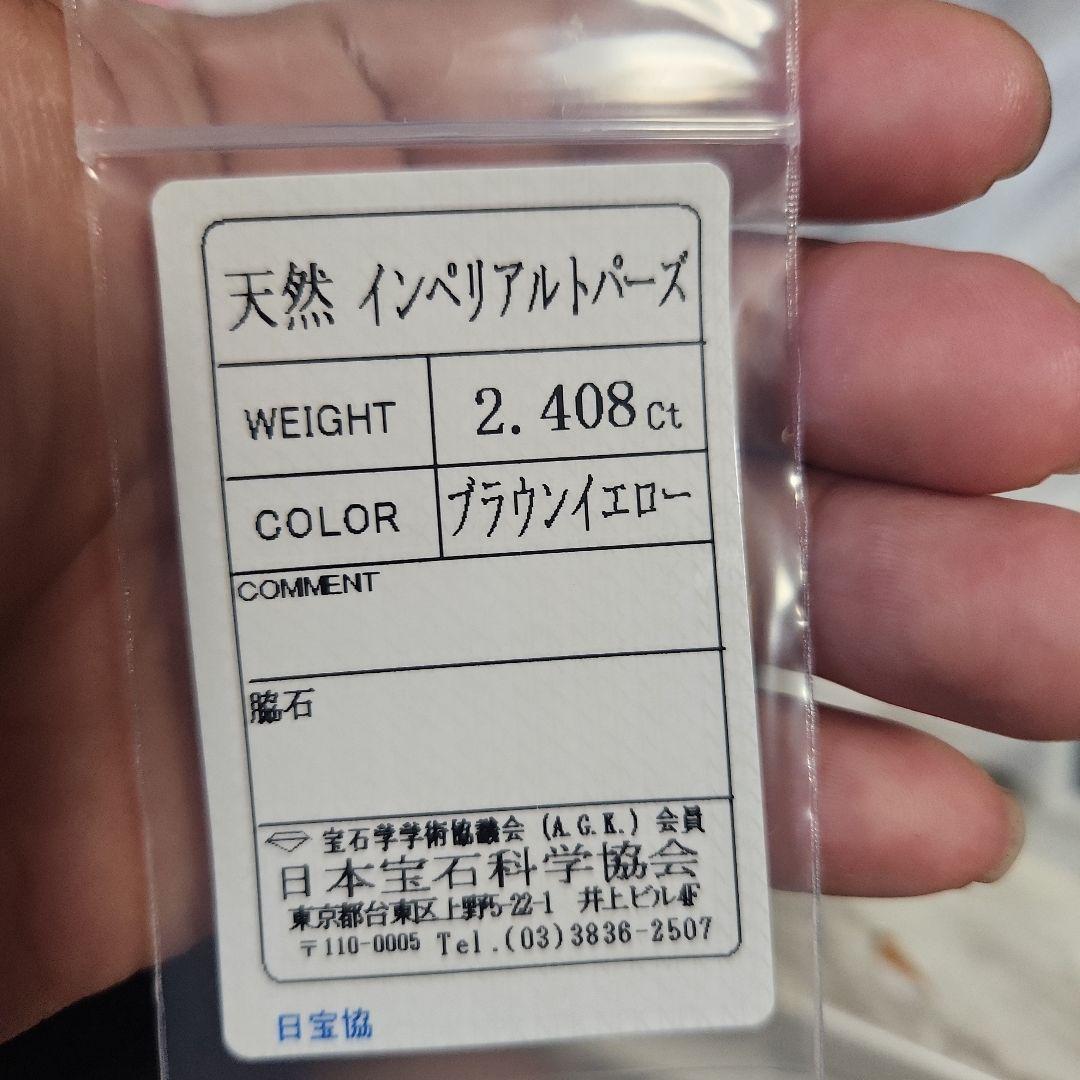 天然 インペリアルトパーズ
WEIGHT 2.408ct
COLOR ブラウンイエロー
COMMENT
脇石
宝石学学術協議会 (A.G.K.) 会員
日本宝石科学協会
東京都台東区上野5-22-1 井上ビル4F
〒110-0005 Tel.(03)3836-2507
日宝協